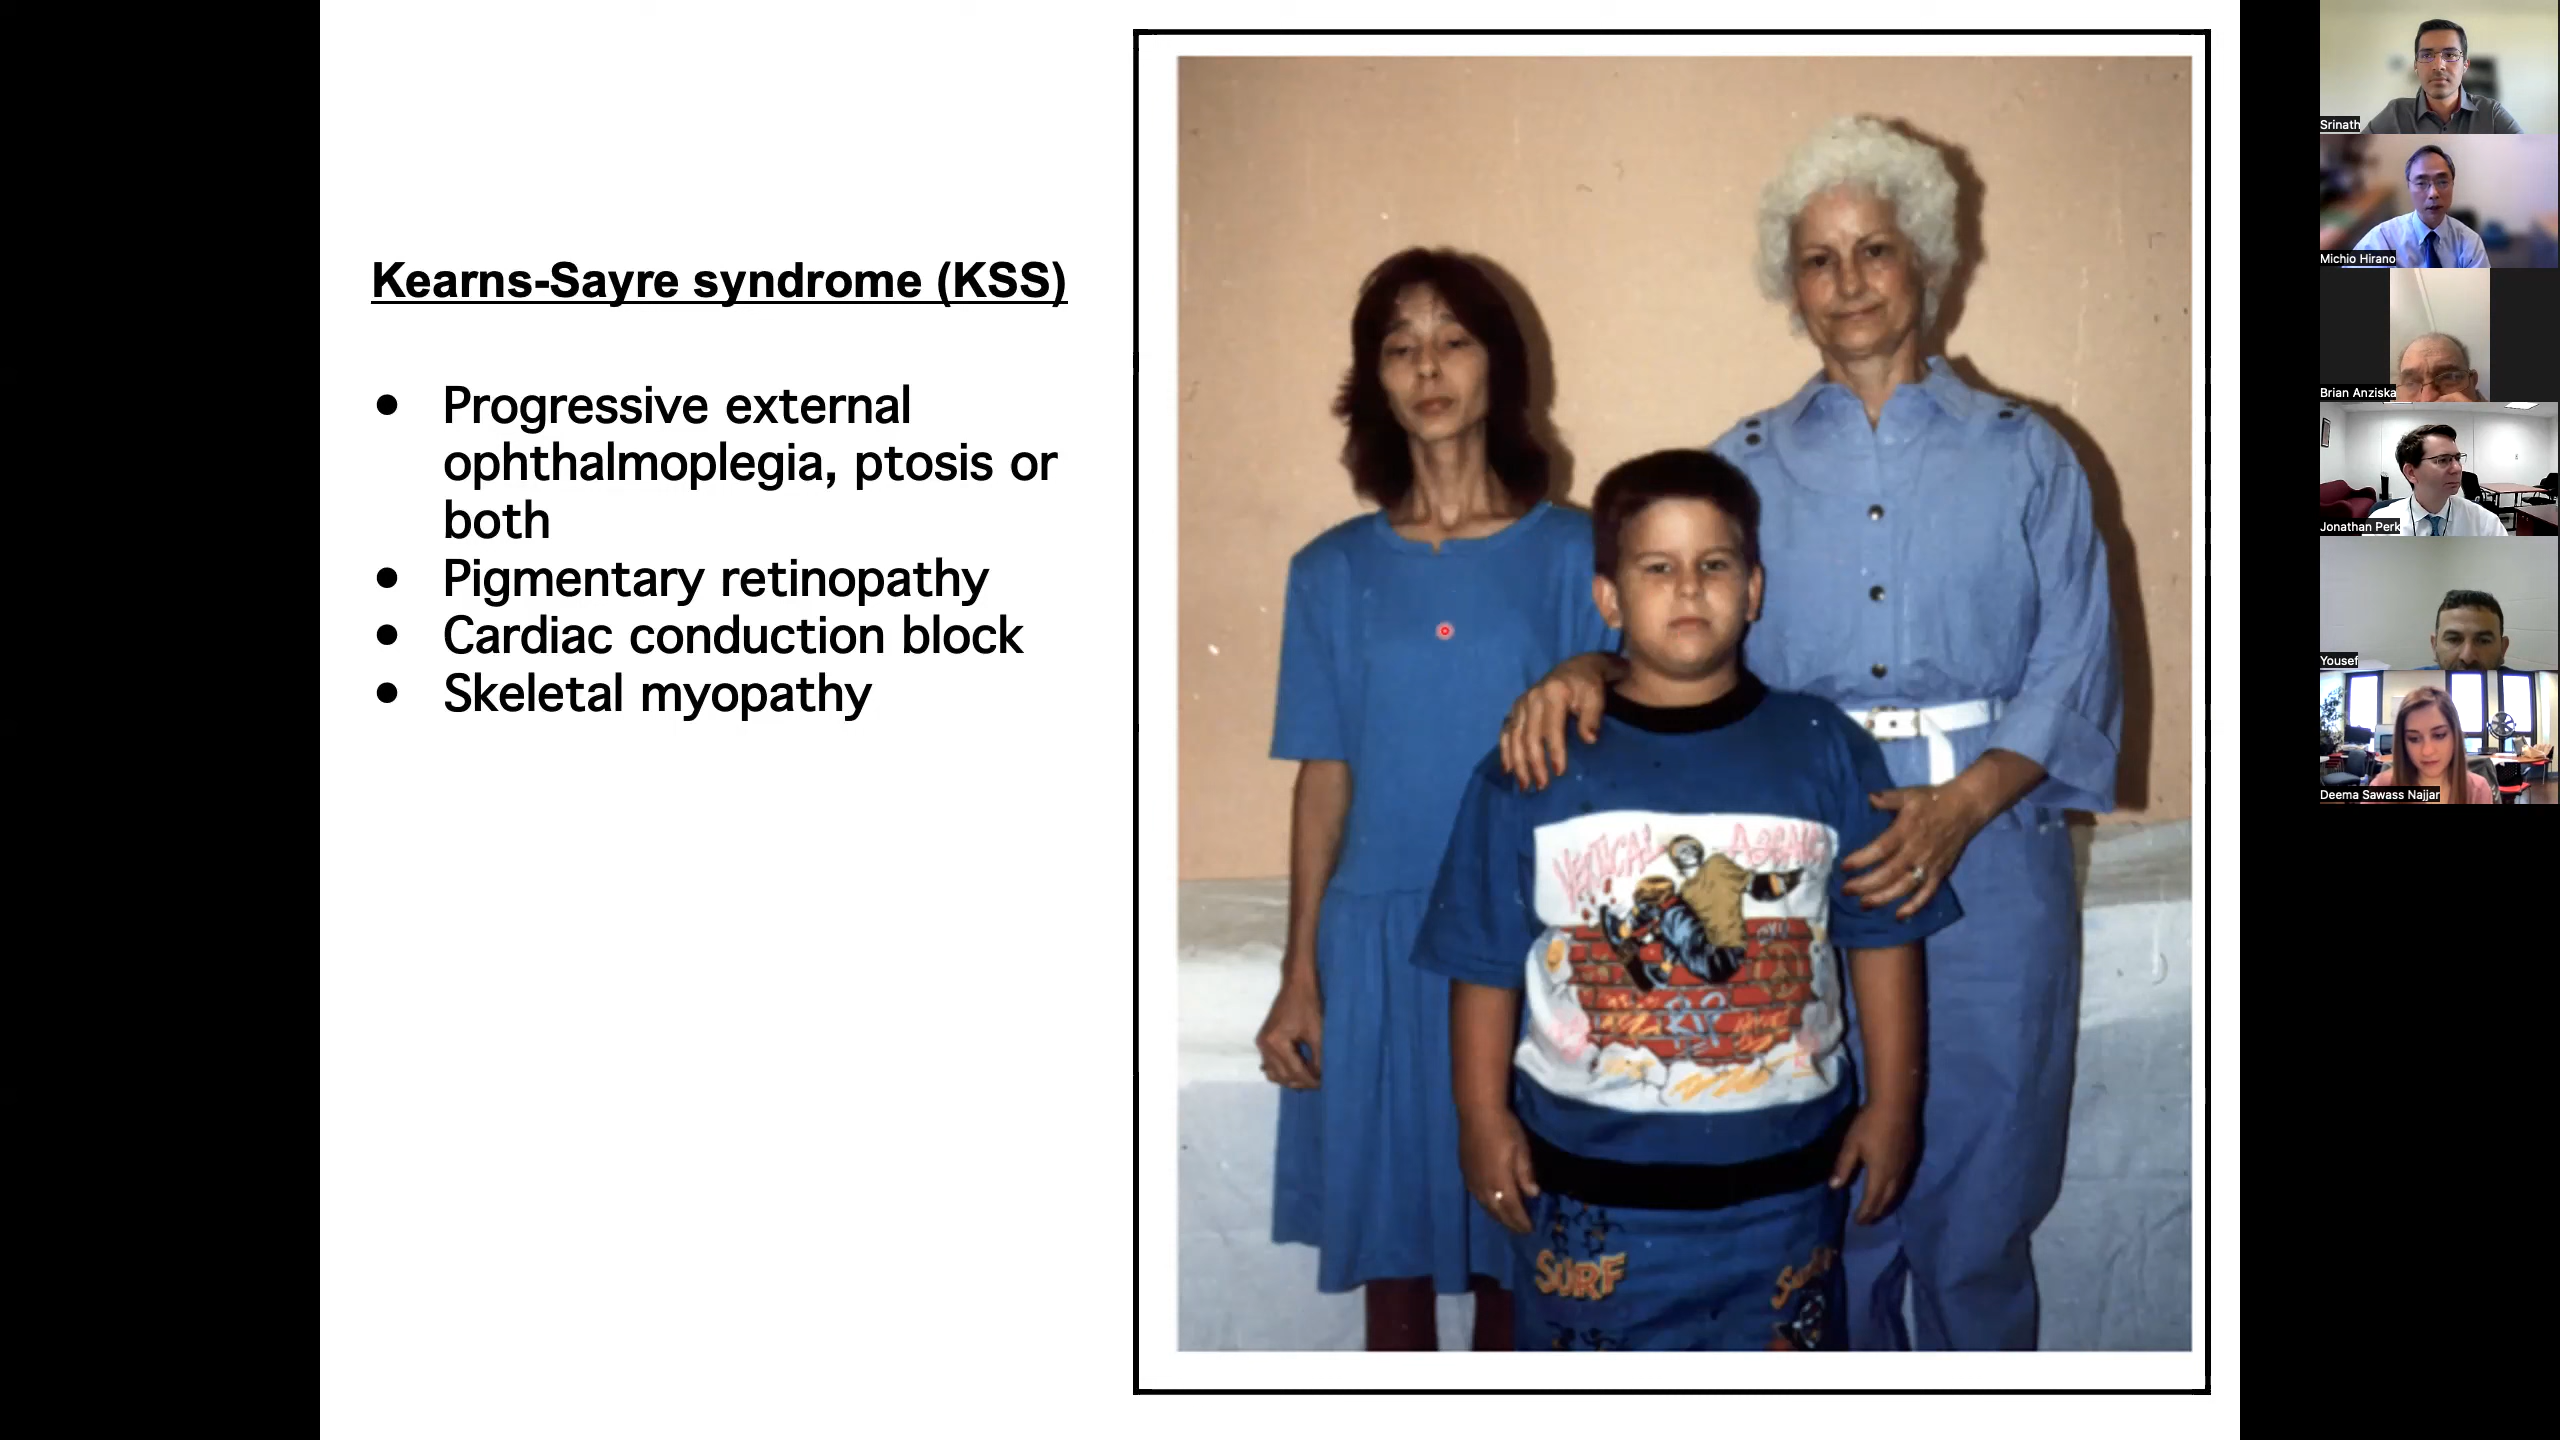 Kearns-Sayre syndrome (KSS)
● Progressive external
ophthalmoplegia, ptosis or
both
● Pigmentary retinopathy
● Cardiac conduction block
● Skeletal myopathy
VERTICAL
SURF
Srinath
Michio Hirano
Brian Anziska
Jonathan Perk
Yousef
Deema Sawass Najjar